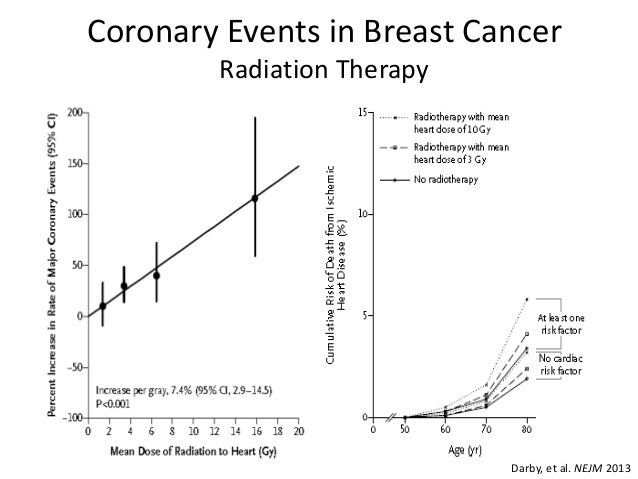 Coronary Events in Breast Cancer
Radiation Therapy
Percent Increase in Rate of Major Coronary Events (95% CI)
200
150
100
50
0
−50
−100
Increase per gray, 7.4% (95% CI, 2.9–14.5)
P<0.001
0 2 4 6 8 10 12 14 16 18 20
Mean Dose of Radiation to Heart (Gy)
Cumulative Risk of Death from Ischemic
Heart Disease (%)
15
10
5
0
Radiotherapy with mean
heart dose of 10 Gy
Radiotherapy with mean
heart dose of 3 Gy
No radiotherapy
At least one
risk factor
No cardiac
risk factor
0 50 60 70 80
Age (yr)
Darby, et al. NEJM 2013